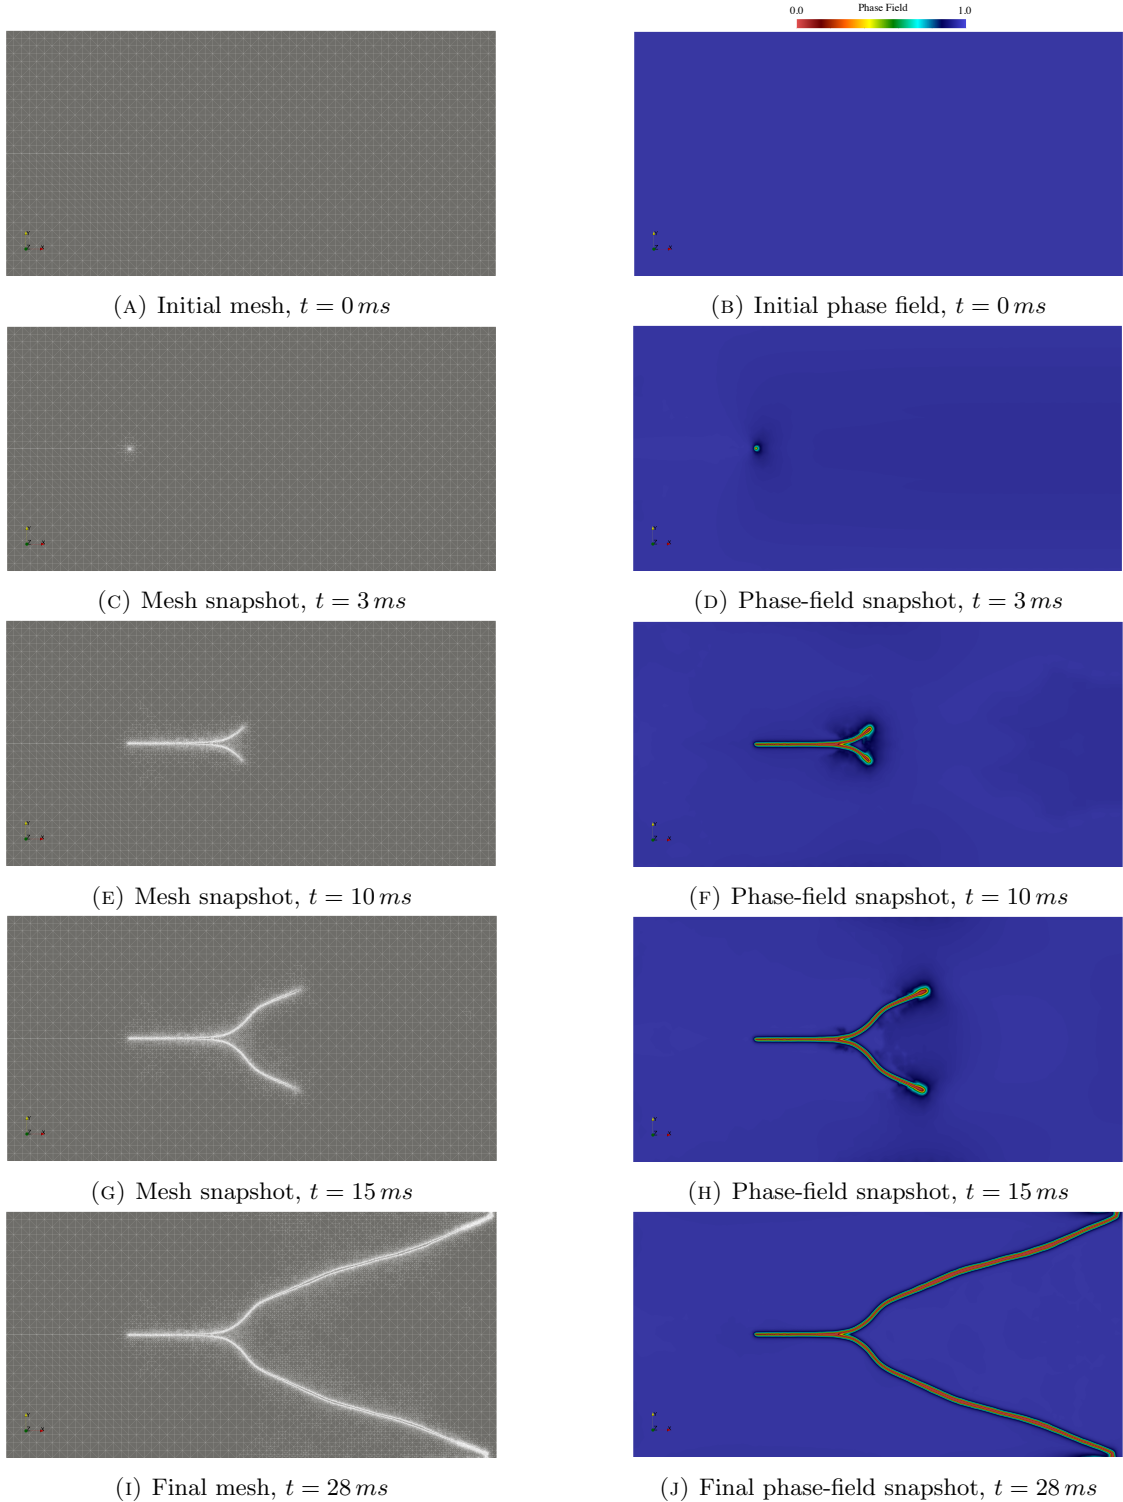 Phase Field
0.0 1.0
(A) Initial mesh, t = 0 ms
(B) Initial phase field, t = 0 ms
(C) Mesh snapshot, t = 3 ms
(D) Phase-field snapshot, t = 3 ms
(E) Mesh snapshot, t = 10 ms
(F) Phase-field snapshot, t = 10 ms
(G) Mesh snapshot, t = 15 ms
(H) Phase-field snapshot, t = 15 ms
(I) Final mesh, t = 28 ms
(J) Final phase-field snapshot, t = 28 ms